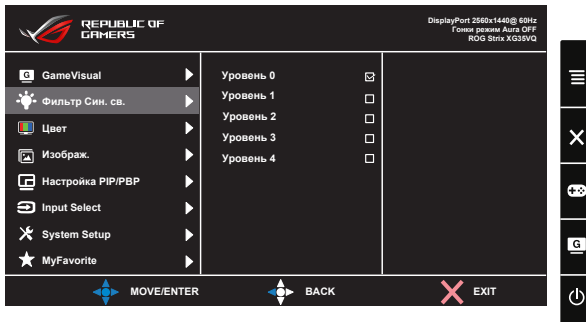 REPUBLIC OF
GAMERS
DisplayPort 2560x1440@ 60Hz
Гонки режим Aura OFF
ROG Strix XG35VQ
G GameVisual
Фильтр Син. св.
Цвет
Изображ.
Настройка PIP/PBP
Input Select
System Setup
MyFavorite
Уровень 0
Уровень 1
Уровень 2
Уровень 3
Уровень 4
MOVE/ENTER
BACK
EXIT
G